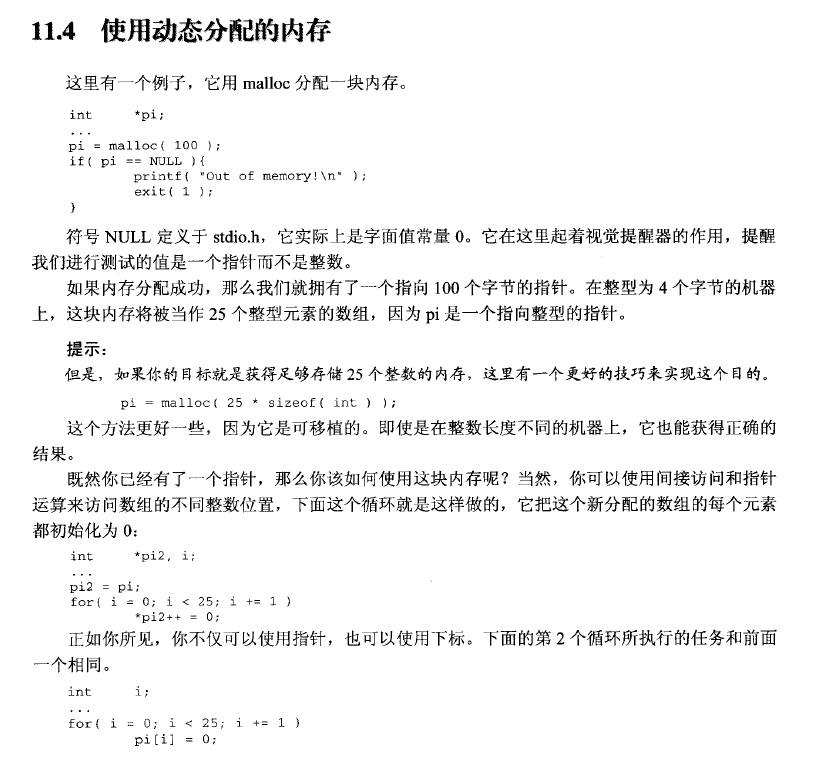 11.4 使用动态分配的内存
这里有一个例子，它用 malloc 分配一块内存。
int *pi;
...
pi = malloc( 100 );
if( pi == NULL ){
printf( "Out of memory!\n" );
exit( 1 );
}
符号 NULL 定义于 stdio.h，它实际上是字面值常量 0。它在这里起着视觉提醒器的作用，提醒
我们进行测试的值是一个指针而不是整数。
如果内存分配成功，那么我们就拥有了一个指向 100 个字节的指针。在整型为 4 个字节的机器
上，这块内存将被当作 25 个整型元素的数组，因为 pi 是一个指向整型的指针。
提示：
但是，如果你的目标就是获得足够存储 25 个整数的内存，这里有一个更好的技巧来实现这个目的。
pi = malloc( 25 * sizeof( int ) );
这个方法更好一些，因为它是可移植的。即使是在整数长度不同的机器上，它也能获得正确的
结果。
既然你已经有了一个指针，那么你该如何使用这块内存呢？当然，你可以使用间接访问和指针
运算来访问数组的不同整数位置，下面这个循环就是这样做的，它把这个新分配的数组的每个元素
都初始化为 0：
int *pi2, i;
...
pi2 = pi;
for( i = 0; i < 25; i += 1 )
*pi2++ = 0;
正如你所见，你不仅可以使用指针，也可以使用下标。下面的第 2 个循环所执行的任务和前面
一个相同。
int i;
...
for( i = 0; i < 25; i += 1 )
pi[i] = 0;